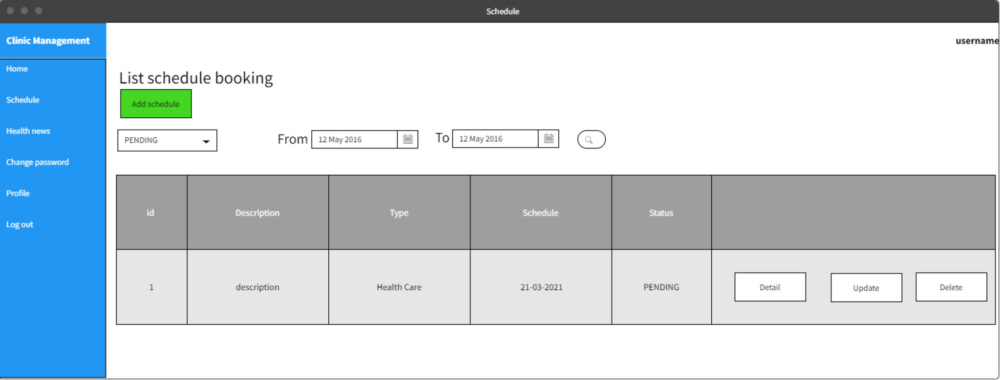 Schedule
Clinic Management
username
Home
Schedule
Health news
Change password
Profile
Log out
List schedule booking
Add schedule
PENDING
From 12 May 2016 To 12 May 2016
id Description Type Schedule Status
1 description Health Care 21-03-2021 PENDING Detail Update Delete